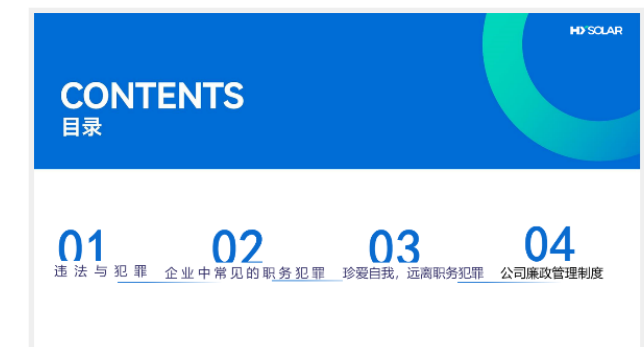 HD SOLAR
CONTENTS
目录
01
02
03
04
违法与犯罪
企业中常见的职务犯罪
珍爱自我，远离职务犯罪
公司廉政管理制度